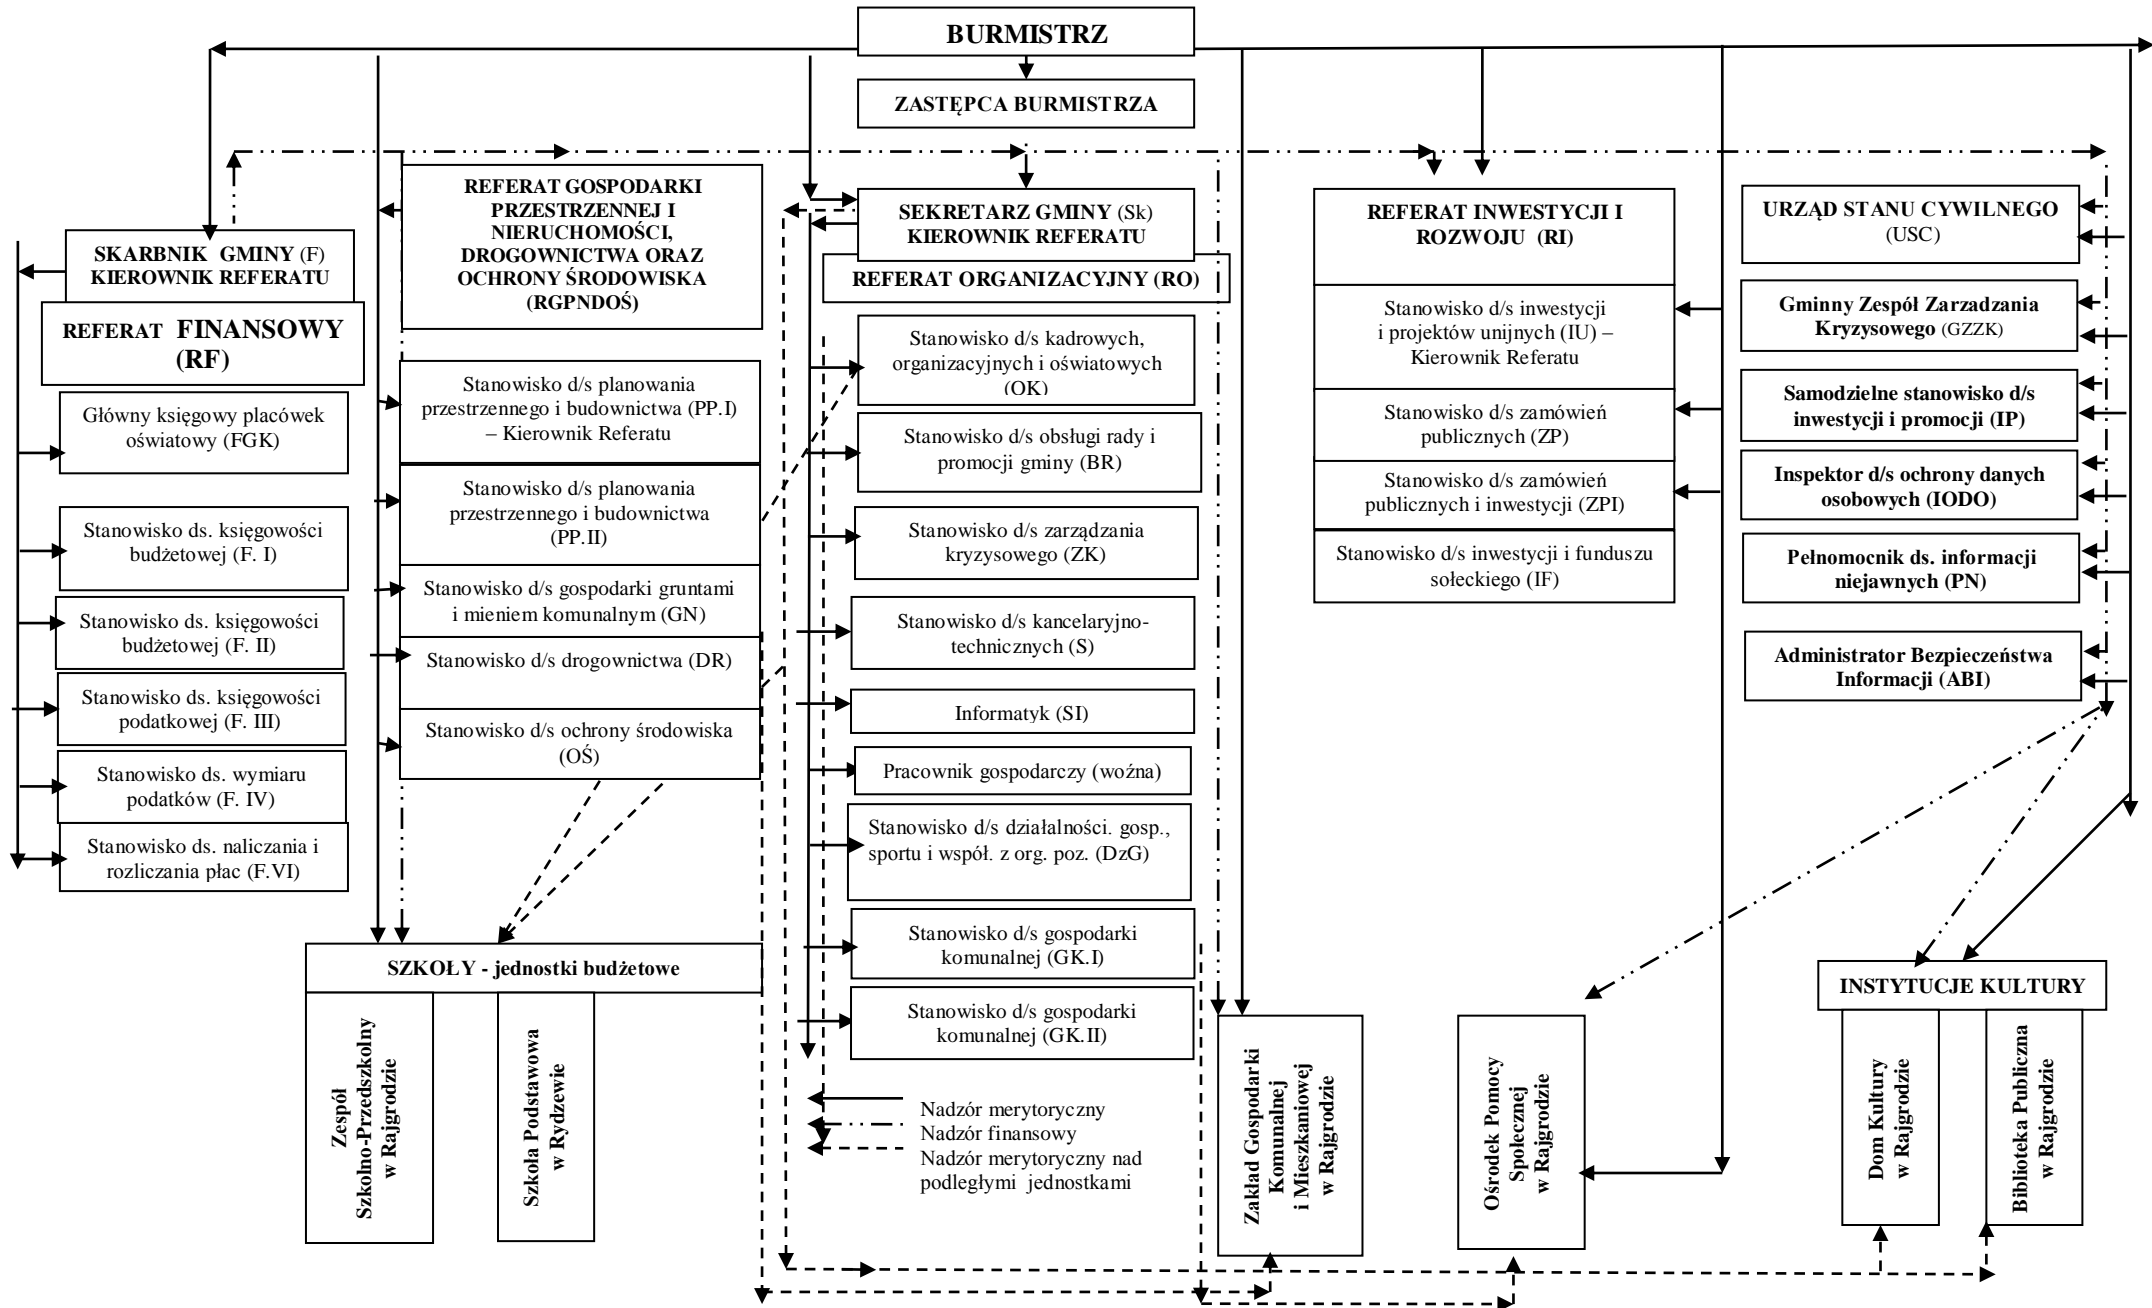 BURMISTRZ
ZASTĘPCA BURMISTRZA
SKARBNIK GMINY (F)
KIEROWNIK REFERATU
REFERAT FINANSOWY
(RF)
Główny księgowy placówek
oświatowy (FGK)
Stanowisko ds. księgowości
budżetowej (F. I)
Stanowisko ds. księgowości
budżetowej (F. II)
Stanowisko ds. księgowości
podatkowej (F. III)
Stanowisko ds. wymiaru
podatków (F. IV)
Stanowisko ds. naliczania i
rozliczania płac (F.VI)
REFERAT GOSPODARKI
PRZESTRZENNEJ I
NIERUCHOMOŚCI,
DROGOWNICTWA ORAZ
OCHRONY ŚRODOWISKA
(RGPNDOŚ)
Stanowisko d/s planowania
przestrzennego i budownictwa (PP.I)
– Kierownik Referatu
Stanowisko d/s planowania
przestrzennego i budownictwa
(PP.II)
Stanowisko d/s gospodarki gruntami
i mieniem komunalnym (GN)
Stanowisko d/s drogownictwa (DR)
Stanowisko d/s ochrony środowiska
(OŚ)
SEKRETARZ GMINY (Sk)
KIEROWNIK REFERATU
REFERAT ORGANIZACYJNY (RO)
Stanowisko d/s kadrowych,
organizacyjnych i oświatowych
(OK)
Stanowisko d/s obsługi rady i
promocji gminy (BR)
Stanowisko d/s zarządzania
kryzysowego (ZK)
Stanowisko d/s kancelaryjno-
technicznych (S)
Informatyk (SI)
Pracownik gospodarczy (woźna)
Stanowisko d/s działalności. gosp.,
sportu i współ. z org. poz. (DzG)
Stanowisko d/s gospodarki
komunalnej (GK.I)
Stanowisko d/s gospodarki
komunalnej (GK.II)
REFERAT INWESTYCJI I
ROZWOJU (RI)
Stanowisko d/s inwestycji
i projektów unijnych (IU) –
Kierownik Referatu
Stanowisko d/s zamówień
publicznych (ZP)
Stanowisko d/s zamówień
publicznych i inwestycji (ZPI)
Stanowisko d/s inwestycji i funduszu
sołeckiego (IF)
URZĄD STANU CYWILNEGO
(USC)
Gminny Zespół Zarzadzania
Kryzysowego (GZZK)
Samodzielne stanowisko d/s
inwestycji i promocji (IP)
Inspektor d/s ochrony danych
osobowych (IODO)
Pełnomocnik ds. informacji
niejawnych (PN)
Administrator Bezpieczeństwa
Informacji (ABI)
SZKOŁY - jednostki budżetowe
Zespół
Szkolno-Przedszkolny
w Rajgrodzie
Szkoła Podstawowa
w Rydzewie
Nadzór merytoryczny
Nadzór finansowy
Nadzór merytoryczny nad
podległymi jednostkami
Zakład Gospodarki
Komunalnej
i Mieszkaniowej
w Rajgrodzie
Ośrodek Pomocy
Społecznej
w Rajgrodzie
INSTYTUCJE KULTURY
Dom Kultury
w Rajgrodzie
Biblioteka Publiczna
w Rajgrodzie